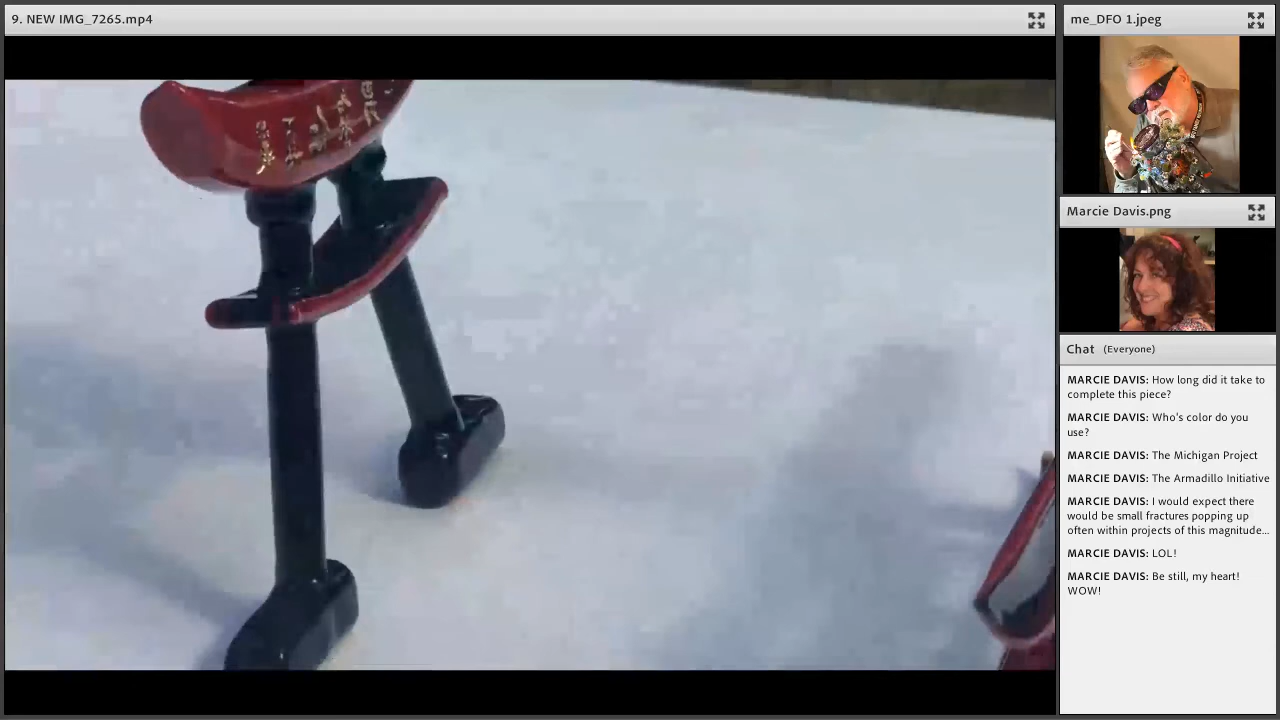 9. NEW IMG_7265.mp4
me_DFO 1.jpeg
Marcie Davis.png
Chat (Everyone)
MARCIE DAVIS: How long did it take to
complete this piece?
MARCIE DAVIS: Who's color do you
use?
MARCIE DAVIS: The Michigan Project
MARCIE DAVIS: The Armadillo Initiative
MARCIE DAVIS: I would expect there
would be small fractures popping up
often within projects of this magnitude...
MARCIE DAVIS: LOL!
MARCIE DAVIS: Be still, my heart!
WOW!